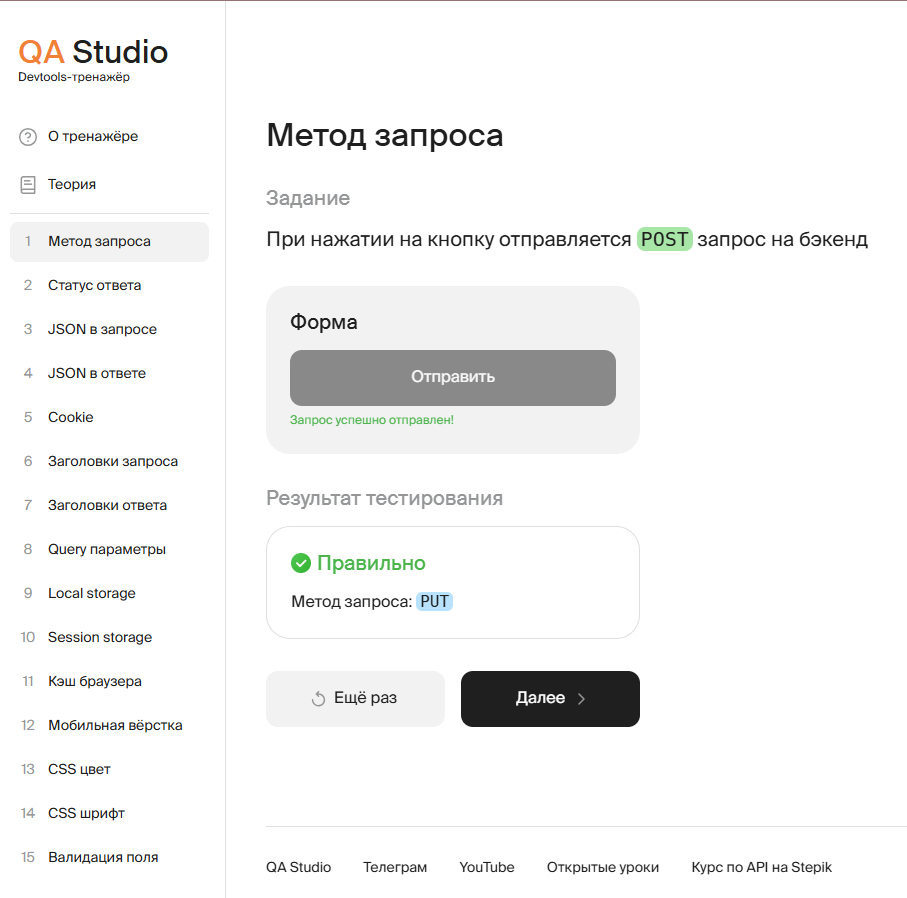 QA Studio
Devtools-тренажёр
О тренажёре
Теория
1 Метод запроса
2 Статус ответа
3 JSON в запросе
4 JSON в ответе
5 Cookie
6 Заголовки запроса
7 Заголовки ответа
8 Query параметры
9 Local storage
10 Session storage
11 Кэш браузера
12 Мобильная вёрстка
13 CSS цвет
14 CSS шрифт
15 Валидация поля
Метод запроса
Задание
При нажатии на кнопку отправляется POST запрос на бэкенд
Форма
Отправить
Запрос успешно отправлен!
Результат тестирования
Правильно
Метод запроса: PUT
Ещё раз
Далее
QA Studio
Телеграм
YouTube
Открытые уроки
Курс по API на Stepik